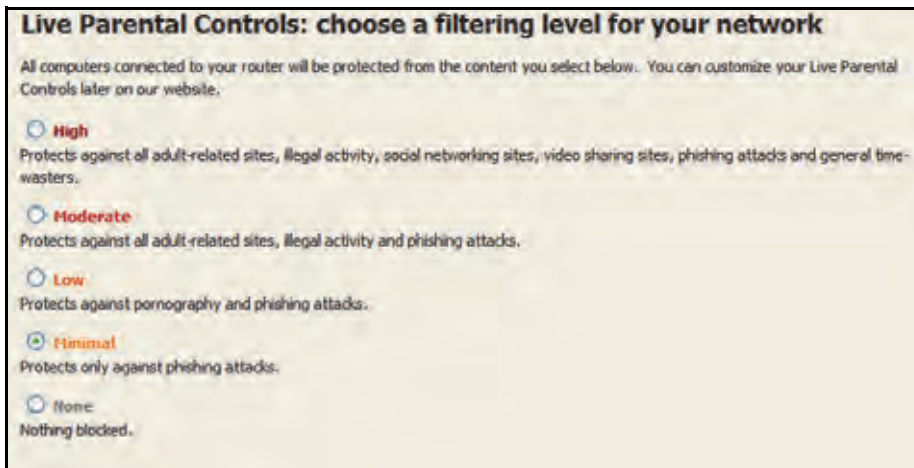 Live Parental Controls: choose a filtering level for your network
All computers connected to your router will be protected from the content you select below. You can customize your Live Parental
Controls later on our website.
High
Protects against all adult-related sites, illegal activity, social networking sites, video sharing sites, phishing attacks and general time-
wasters.
Moderate
Protects against all adult-related sites, illegal activity and phishing attacks.
Low
Protects against pornography and phishing attacks.
Minimal
Protects only against phishing attacks.
None
Nothing blocked.